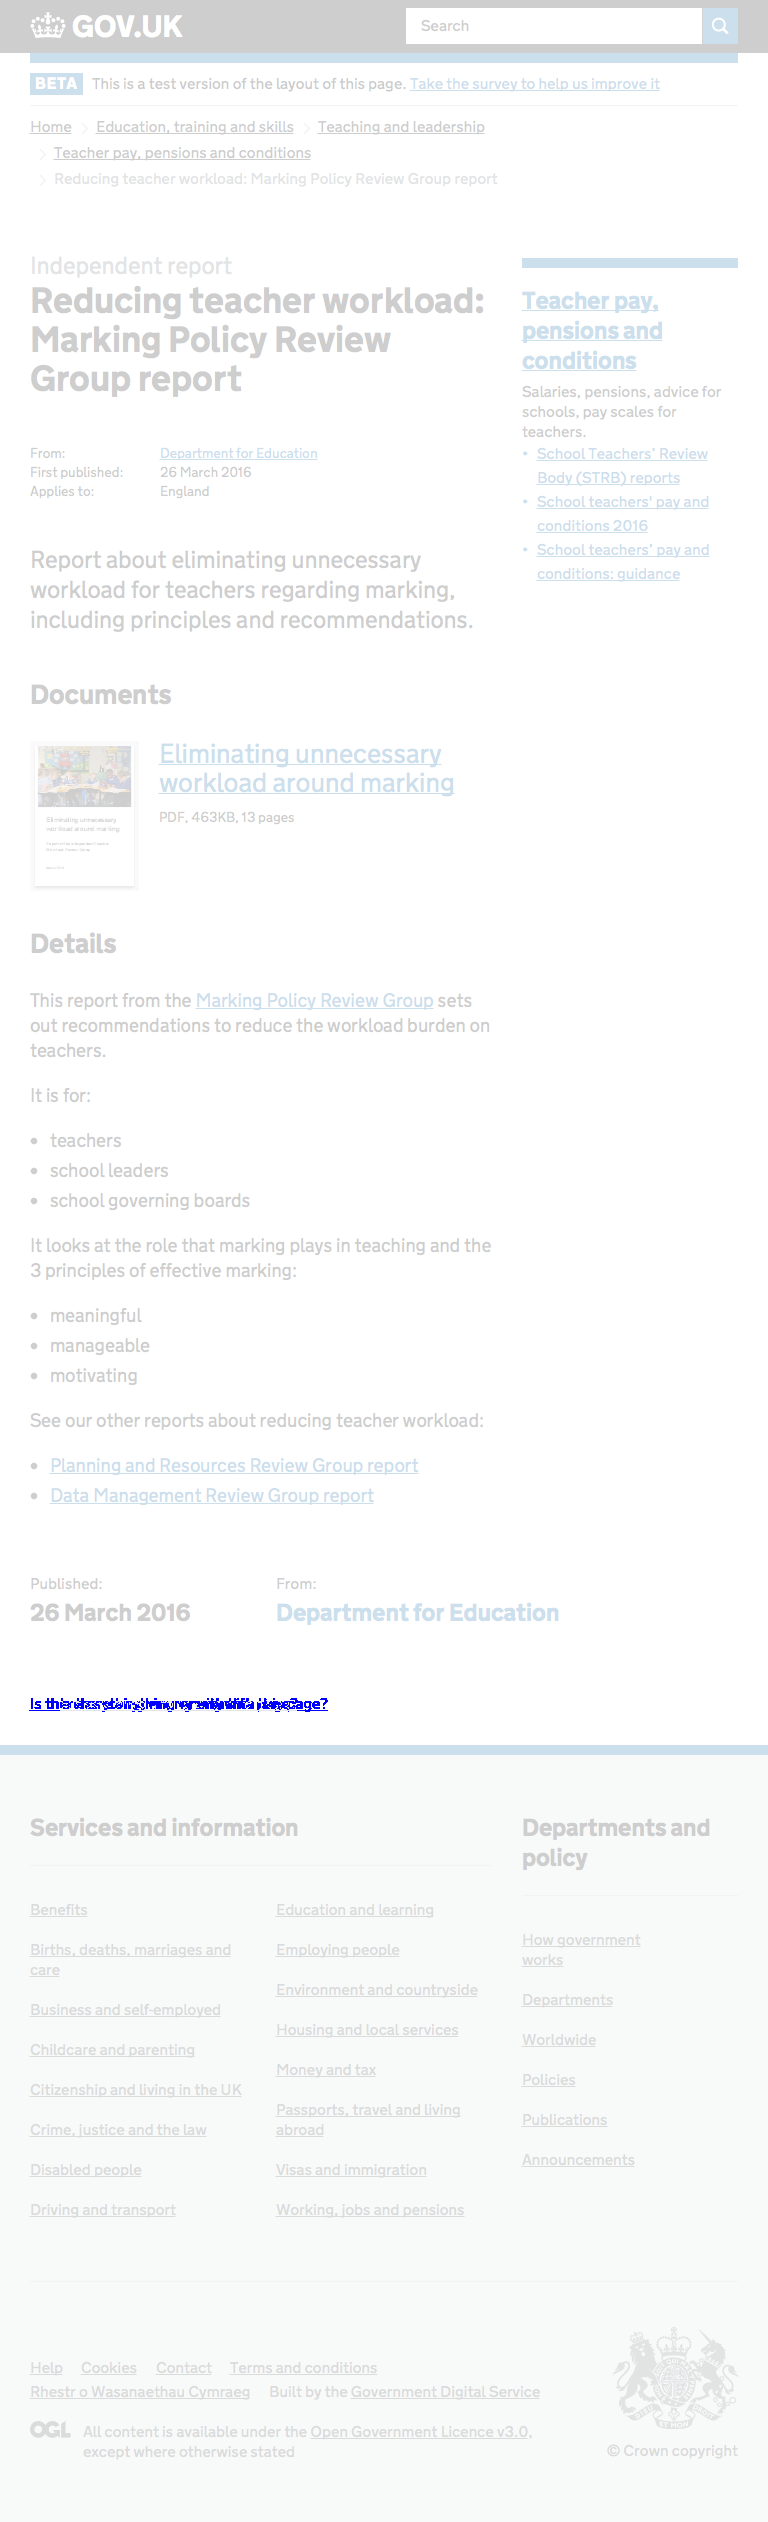 GOV.UK
Search
BETA This is a test version of the layout of this page. Take the survey to help us improve it
Home Education, training and skills Teaching and leadership
Teacher pay, pensions and conditions
Reducing teacher workload: Marking Policy Review Group report
Independent report
Reducing teacher workload:
Marking Policy Review
Group report
From: Department for Education
First published: 26 March 2016
Applies to: England
Report about eliminating unnecessary
workload for teachers regarding marking,
including principles and recommendations.
Teacher pay,
pensions and
conditions
Salaries, pensions, advice for
schools, pay scales for
teachers.
• School Teachers’ Review
Body (STRB) reports
• School teachers' pay and
conditions 2016
• School teachers’ pay and
conditions: guidance
Documents
Eliminating unnecessary
workload around marking
Eliminating unnecessary
workload around marking
PDF, 463KB, 13 pages
Details
This report from the Marking Policy Review Group sets
out recommendations to reduce the workload burden on
teachers.
It is for:
• teachers
• school leaders
• school governing boards
It looks at the role that marking plays in teaching and the
3 principles of effective marking:
• meaningful
• manageable
• motivating
See our other reports about reducing teacher workload:
• Planning and Resources Review Group report
• Data Management Review Group report
Published:
26 March 2016
From:
Department for Education
Services and information
Benefits
Births, deaths, marriages and
care
Business and self-employed
Childcare and parenting
Citizenship and living in the UK
Crime, justice and the law
Disabled people
Driving and transport
Education and learning
Employing people
Environment and countryside
Housing and local services
Money and tax
Passports, travel and living
abroad
Visas and immigration
Working, jobs and pensions
Departments and
policy
How government
works
Departments
Worldwide
Policies
Publications
Announcements
Help Cookies Contact Terms and conditions
Rhestr o Wasanaethau Cymraeg Built by the Government Digital Service
OGL All content is available under the Open Government Licence v3.0,
except where otherwise stated
© Crown copyright